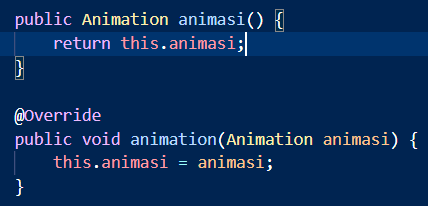 public Animation animasi() {
    return this.animasi;
}

@Override
public void animation(Animation animasi) {
    this.animasi = animasi;
}